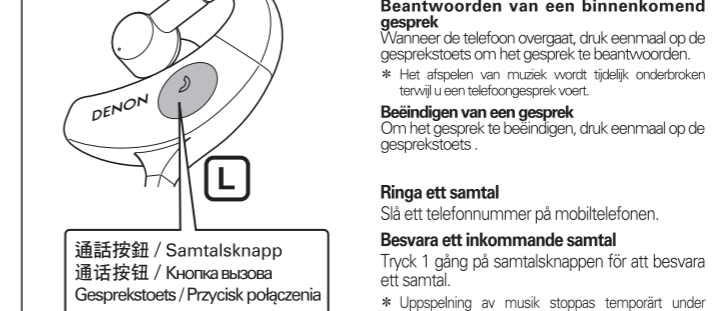 DENON
L
通話按鈕 / Samtalsknapp
通话按钮 / Кнопка вызова
Gesprekstoets / Przycisk połączenia
Beantwoorden van een binnenkomend
gesprek
Wanneer de telefoon overgaat, druk eenmaal op de
gesprekstoets om het gesprek te beantwoorden.
* Het afspelen van muziek wordt tijdelijk onderbroken
terwijl u een telefoongesprek voert.
Beëindigen van een gesprek
Om het gesprek te beëindigen, druk eenmaal op de
gesprekstoets .
Ringa ett samtal
Slå ett telefonnummer på mobiltelefonen.
Besvara ett inkommande samtal
Tryck 1 gång på samtalsknappen för att besvara
ett samtal.
* Uppspelning av musik stoppas temporärt under